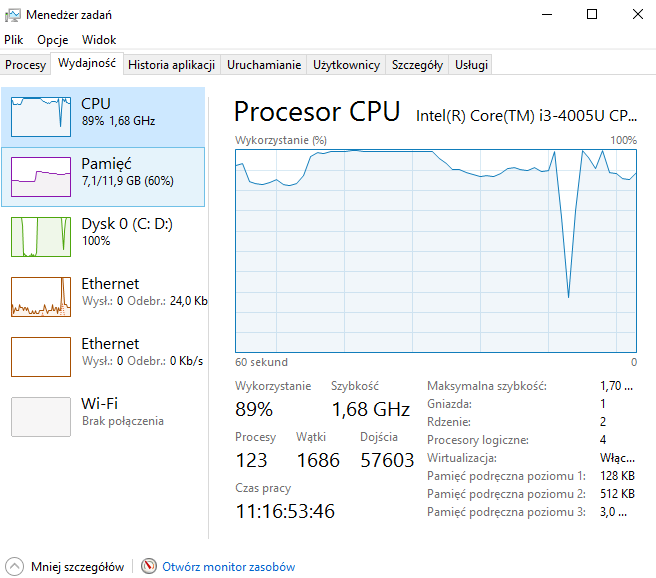 Menedżer zadań
Plik Opcje Widok
Procesy Wydajność Historia aplikacji Uruchamianie Użytkownicy Szczegóły Usługi
CPU
89% 1,68 GHz
Pamięć
7,1/11,9 GB (60%)
Dysk 0 (C: D:)
100%
Ethernet
Wysł.: 0 Odebr.: 24,0 Kb
Ethernet
Wysł.: 0 Odebr.: 0 Kb/s
Wi-Fi
Brak połączenia
Procesor CPU Intel(R) Core(TM) i3-4005U CP...
Wykorzystanie (%) 100%
60 sekund 0
Wykorzystanie Szybkość
89% 1,68 GHz
Procesy Wątki Dojścia
123 1686 57603
Czas pracy
11:16:53:46
Maksymalna szybkość: 1,70 ...
Gniazda: 1
Rdzenie: 2
Procesory logiczne: 4
Wirtualizacja: Włąc...
Pamięć podręczna poziomu 1: 128 KB
Pamięć podręczna poziomu 2: 512 KB
Pamięć podręczna poziomu 3: 3,0 ...
Mniej szczegółów Otwórz monitor zasobów